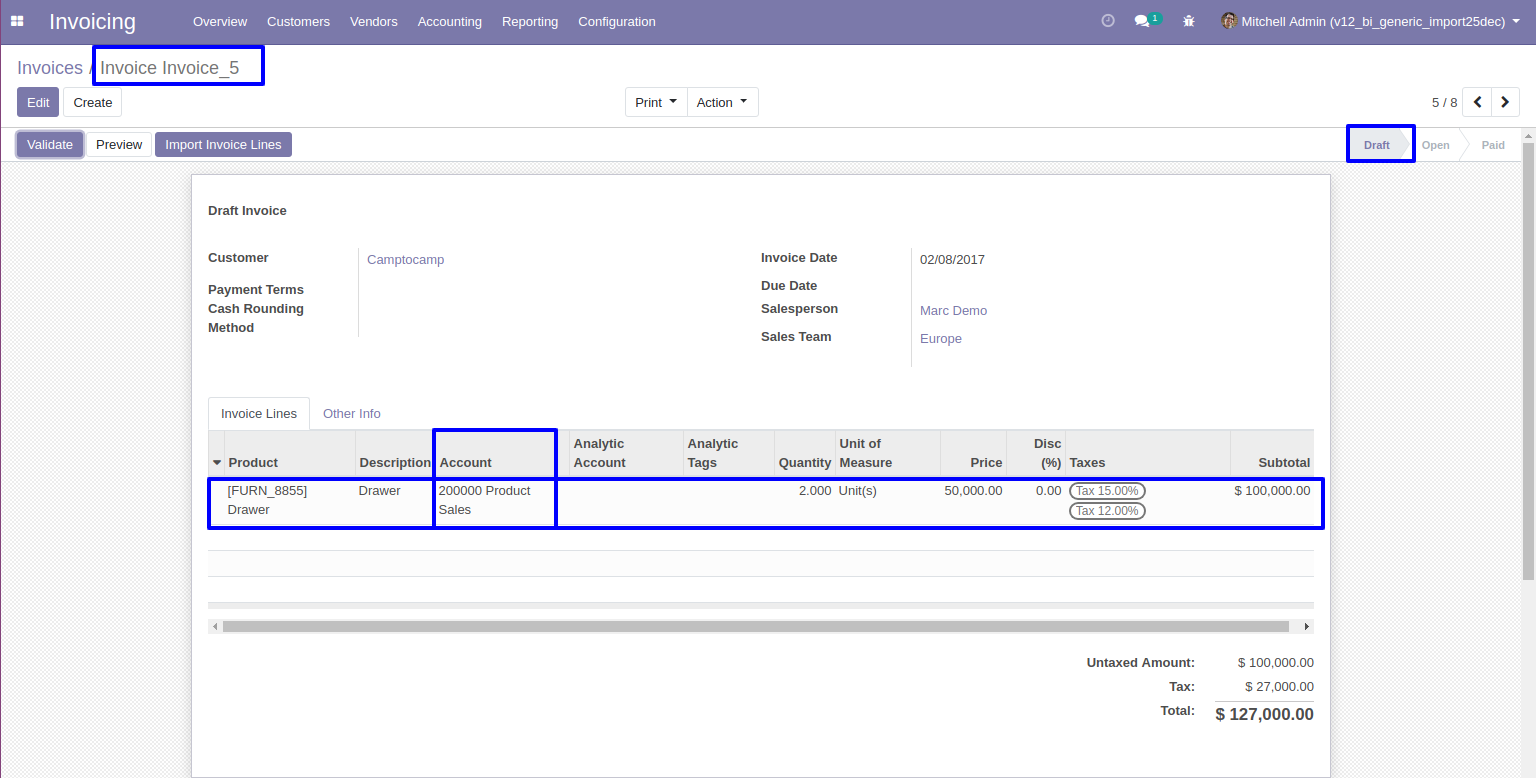 Invoicing Overview Customers Vendors Accounting Reporting Configuration 1 Mitchell Admin (v12_bi_generic_import25dec)
Invoices / Invoice Invoice_5
Edit Create Print Action 5 / 8
Validate Preview Import Invoice Lines Draft Open Paid
Draft Invoice
Customer Camptocamp Invoice Date 02/08/2017
Payment Terms Due Date
Cash Rounding Salesperson Marc Demo
Method
Sales Team Europe
Invoice Lines Other Info
Analytic Analytic Unit of Disc
Product Description Account Account Tags Quantity Measure Price (%) Taxes Subtotal
[FURN_8855] Drawer 200000 Product 2.000 Unit(s) 50,000.00 0.00 Tax 15.00% $ 100,000.00
Drawer Sales Tax 12.00%
Untaxed Amount: $ 100,000.00
Tax: $ 27,000.00
Total: $ 127,000.00